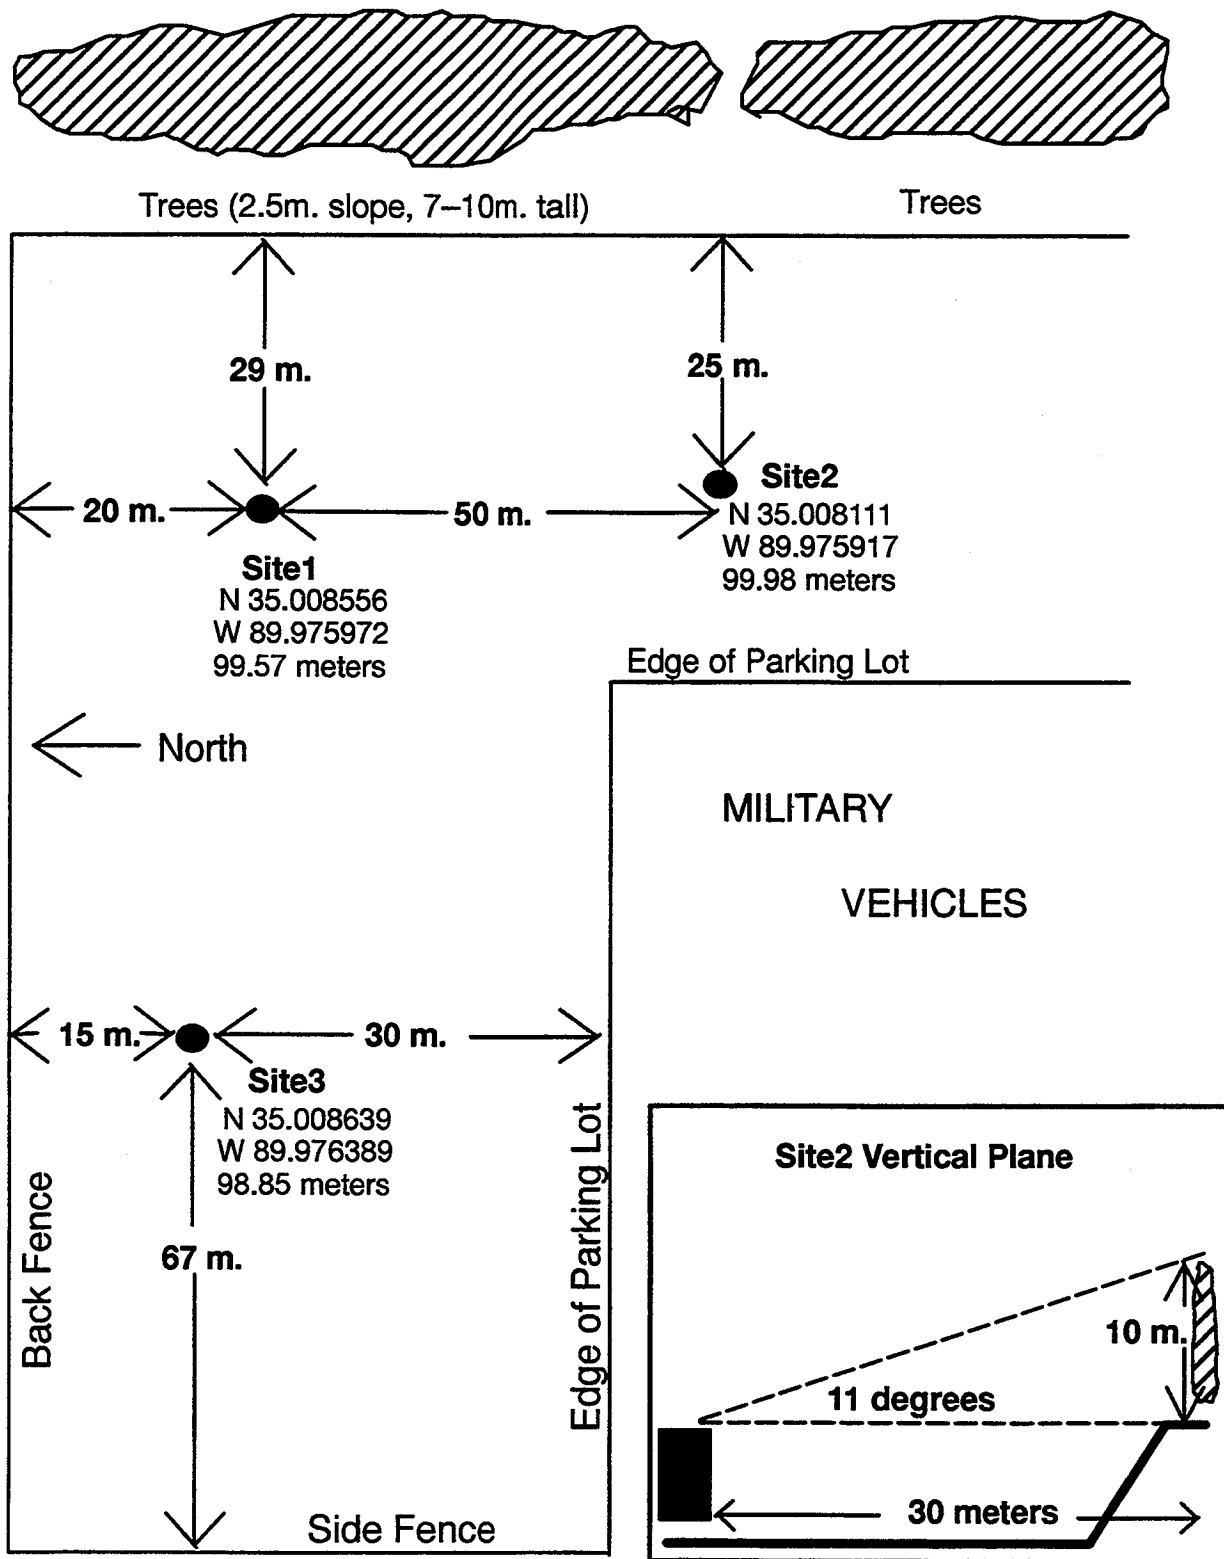 Trees (2.5m. slope, 7–10m. tall)
Trees
29 m.
25 m.
20 m.
50 m.
Site1
N 35.008556
W 89.975972
99.57 meters
Site2
N 35.008111
W 89.975917
99.98 meters
Edge of Parking Lot
North
MILITARY
VEHICLES
15 m.
30 m.
Site3
N 35.008639
W 89.976389
98.85 meters
67 m.
Back Fence
Edge of Parking Lot
Side Fence
Site2 Vertical Plane
10 m.
11 degrees
30 meters